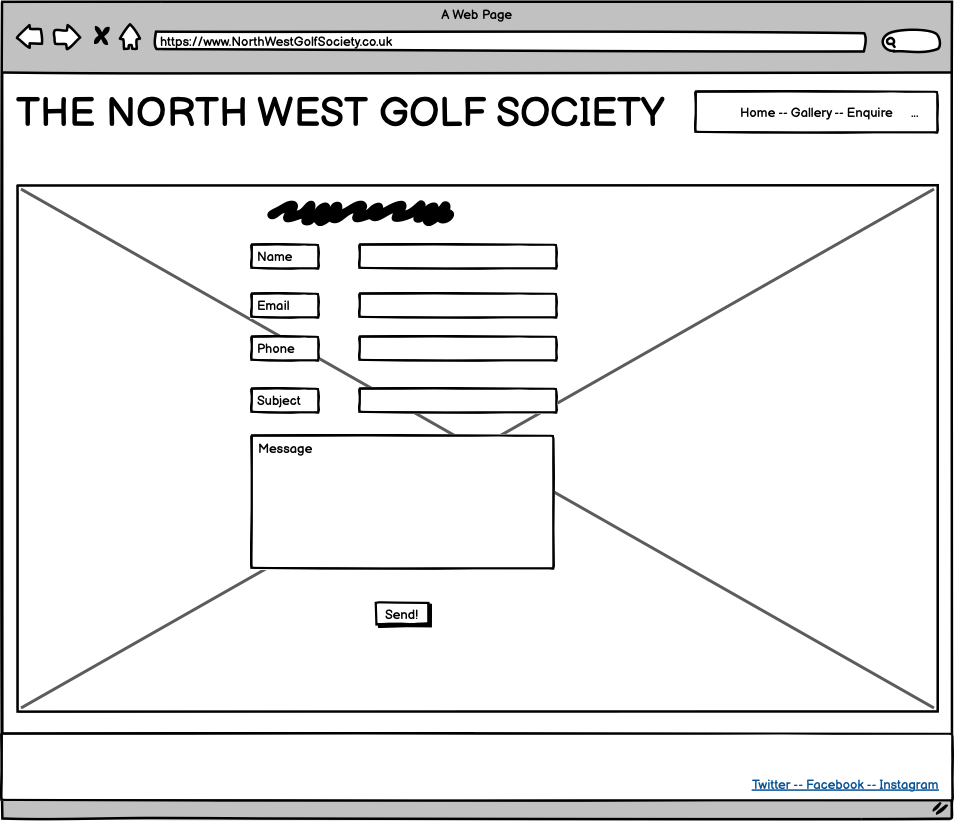 A Web Page
https://www.NorthWestGolfSociety.co.uk
THE NORTH WEST GOLF SOCIETY
Home -- Gallery -- Enquire ...
Name
Email
Phone
Subject
Message
Send!
Twitter -- Facebook -- Instagram